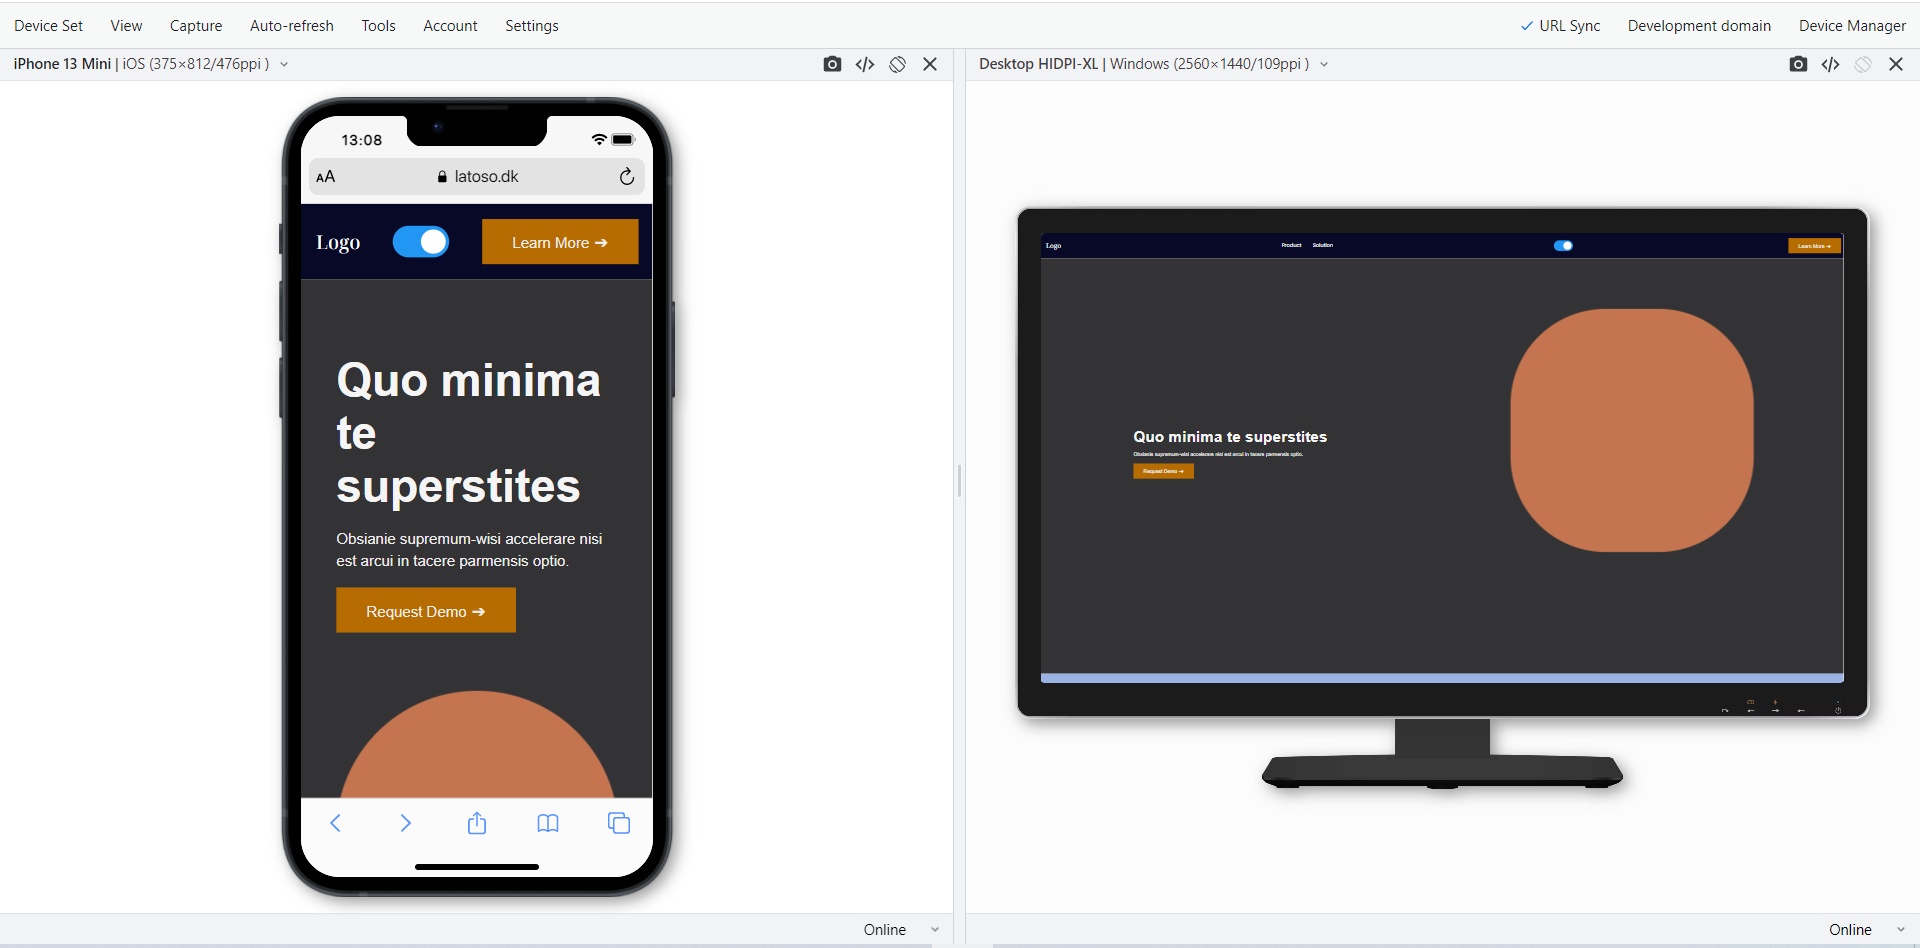 Device Set View Capture Auto-refresh Tools Account Settings
URL Sync Development domain Device Manager
iPhone 13 Mini | iOS (375×812/476ppi )
13:08
AA latoso.dk
Logo Learn More ➔
Quo minima
te
superstites
Obsianie supremum-wisi accelerare nisi
est arcui in tacere parmensis optio.
Request Demo ➔
Online
Desktop HIDPI-XL | Windows (2560×1440/109ppi )
Logo Product Solution Learn More ➔
Quo minima te superstites
Obsianie supremum-wisi accelerare nisi est arcui in tacere parmensis optio.
Request Demo ➔
Online